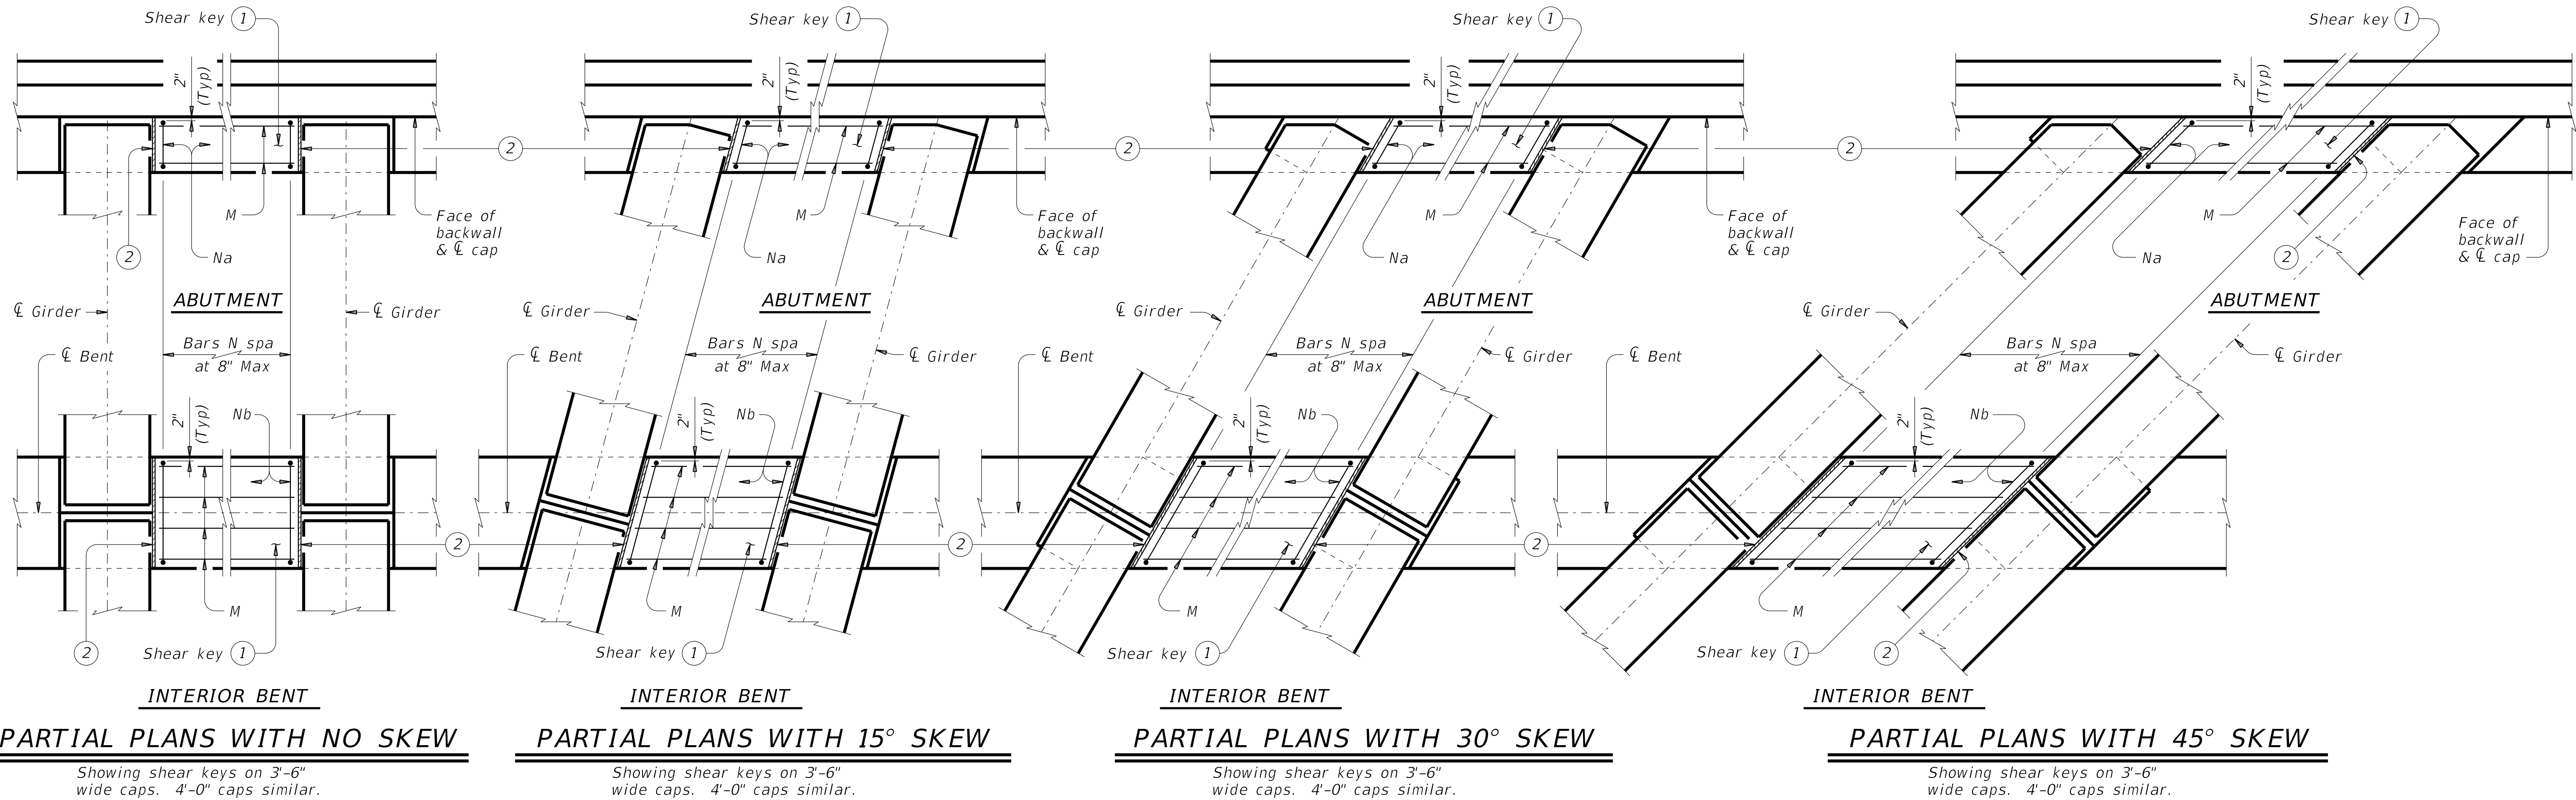 Shear key 1
2"
(Typ)
2
M
Na
Face of
backwall
& ℄ cap
2
ABUTMENT
℄ Girder
℄ Girder
Bars N spa
at 8" Max
℄ Bent
2"
(Typ)
Nb
M
2
Shear key 1
INTERIOR BENT
PARTIAL PLANS WITH NO SKEW
Showing shear keys on 3'-6"
wide caps. 4'-0" caps similar.
Shear key 1
2"
(Typ)
2
M
Na
Face of
backwall
& ℄ cap
ABUTMENT
℄ Girder
Bars N spa
at 8" Max
℄ Girder
℄ Bent
2"
(Typ)
Nb
2
M
Shear key 1
INTERIOR BENT
PARTIAL PLANS WITH 15° SKEW
Showing shear keys on 3'-6"
wide caps. 4'-0" caps similar.
Shear key 1
2"
(Typ)
2
M
Na
Face of
backwall
& ℄ cap
ABUTMENT
℄ Girder
Bars N spa
at 8" Max
℄ Girder
℄ Bent
2"
(Typ)
Nb
2
M
Shear key 1
INTERIOR BENT
PARTIAL PLANS WITH 30° SKEW
Showing shear keys on 3'-6"
wide caps. 4'-0" caps similar.
Shear key 1
2"
(Typ)
M
Na
2
Face of
backwall
& ℄ cap
ABUTMENT
℄ Girder
Bars N spa
at 8" Max
℄ Girder
℄ Bent
2"
(Typ)
Nb
2
M
Shear key 1
2
INTERIOR BENT
PARTIAL PLANS WITH 45° SKEW
Showing shear keys on 3'-6"
wide caps. 4'-0" caps similar.